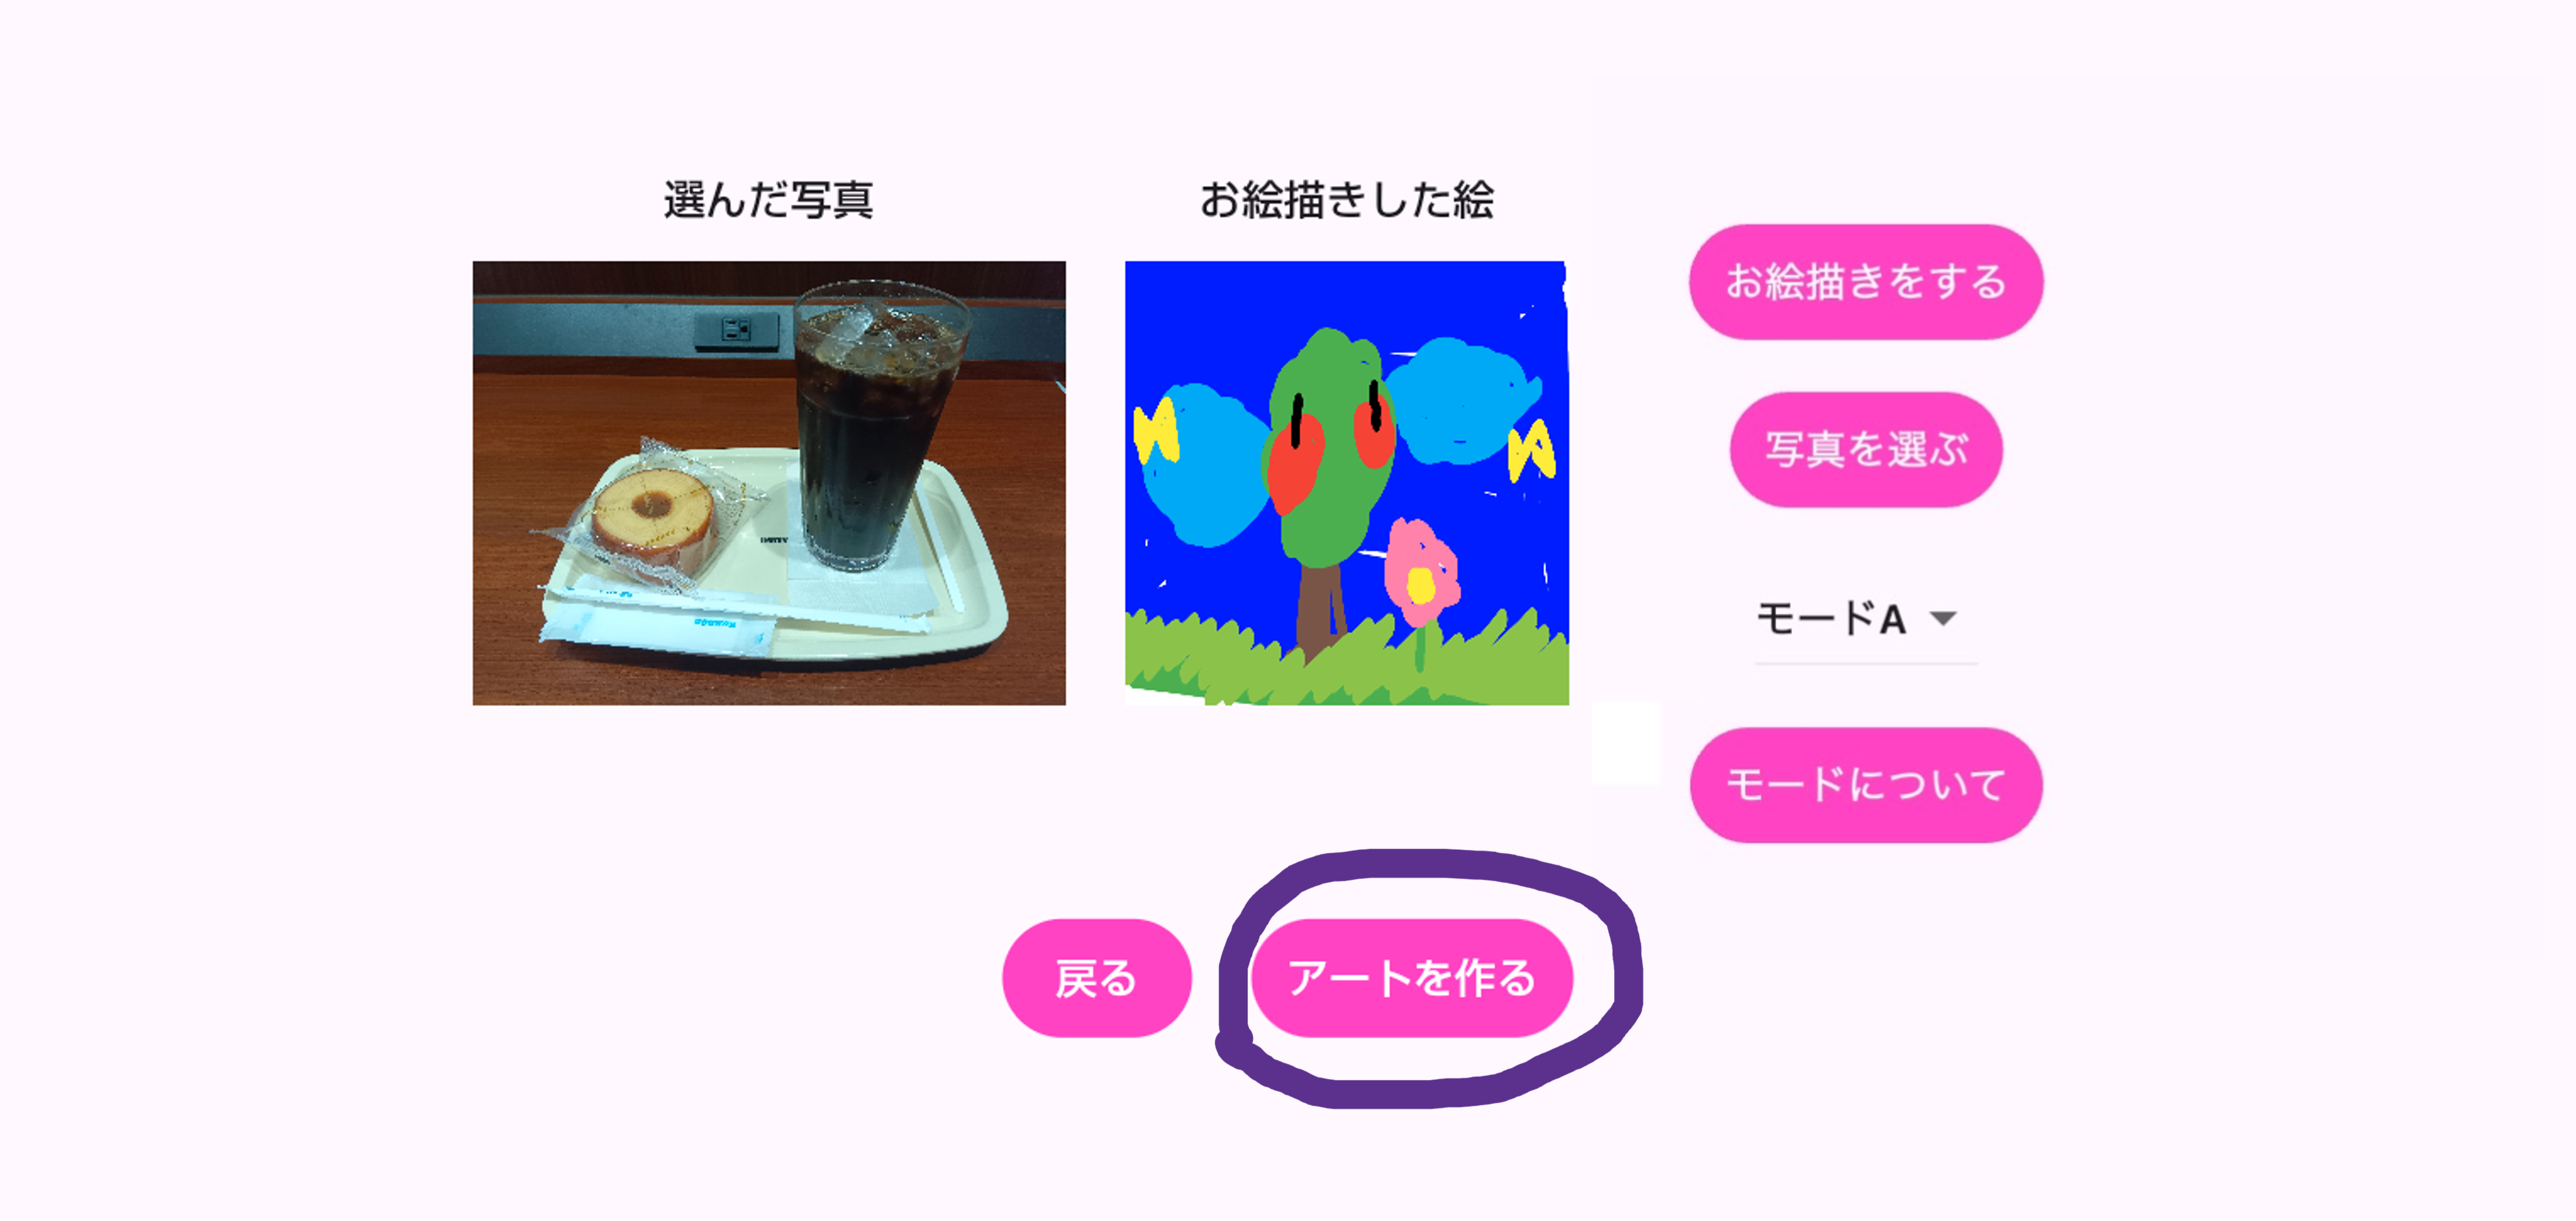 選んだ写真
お絵描きした絵
お絵描きをする
写真を選ぶ
モードA
モードについて
戻る
アートを作る